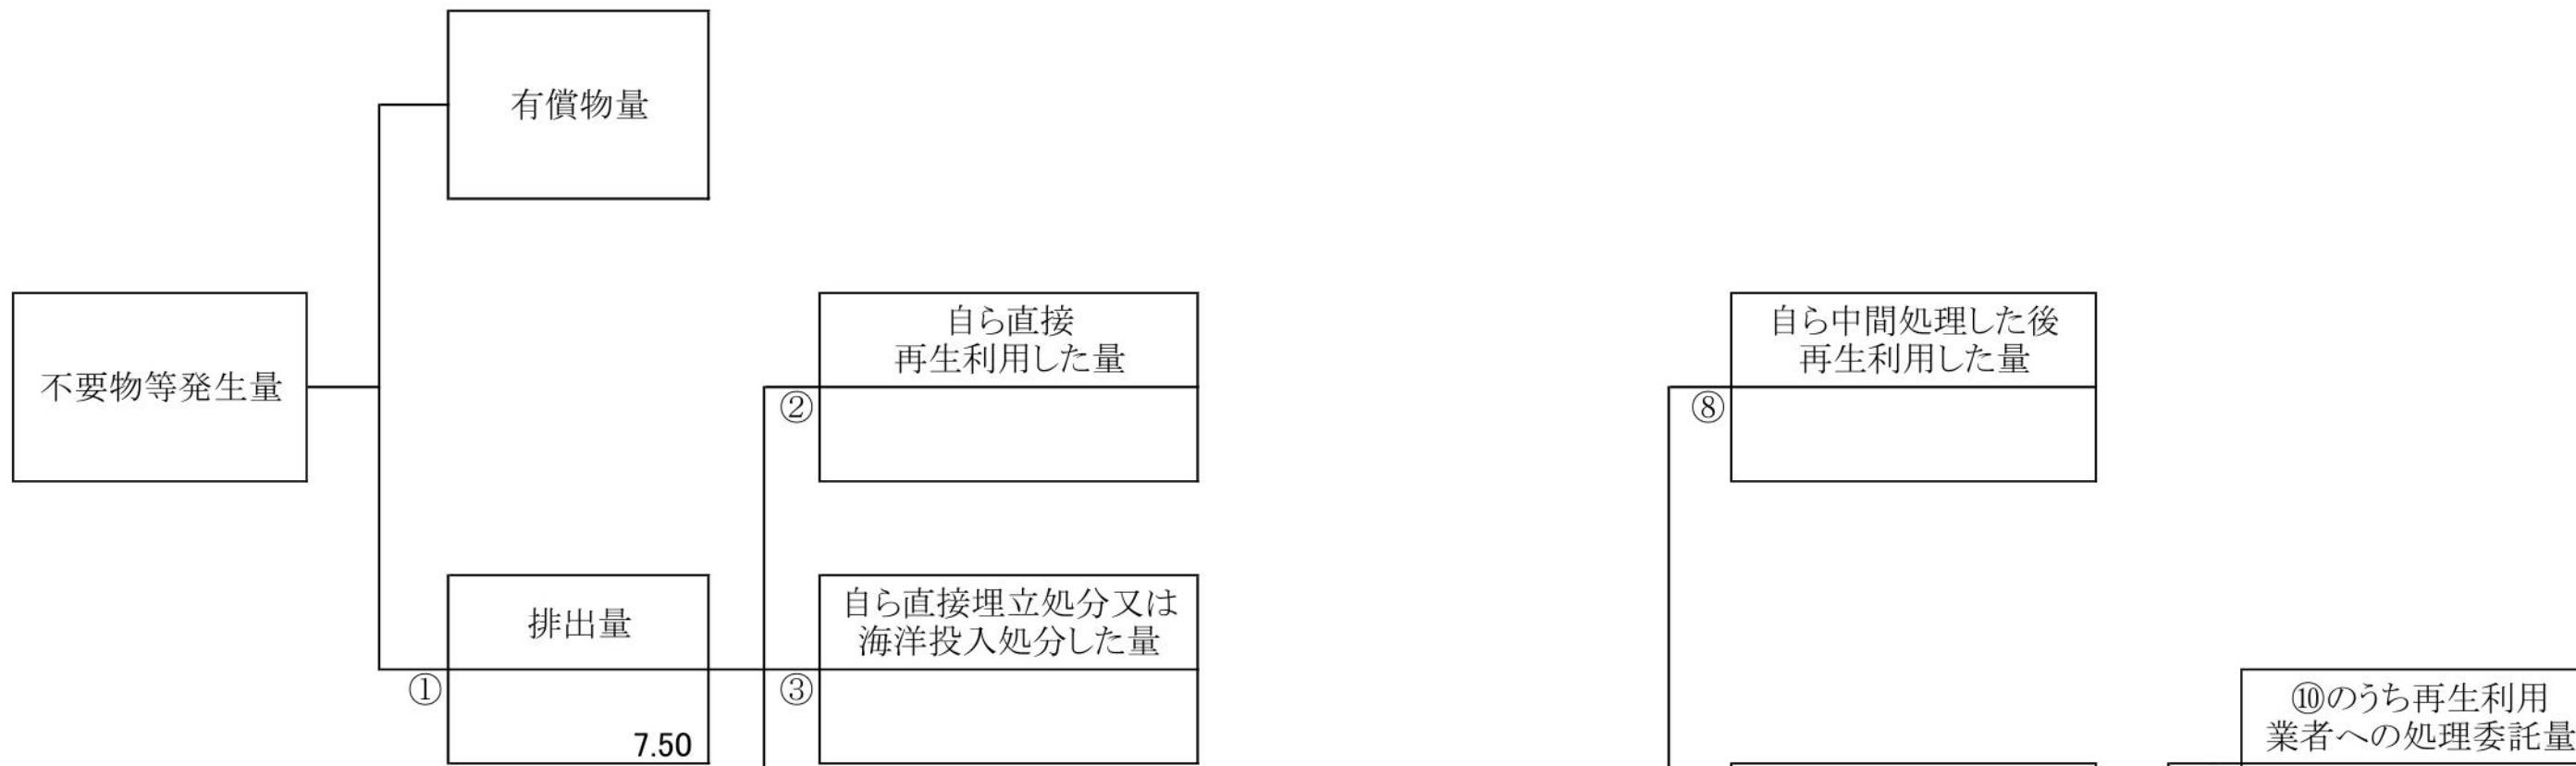 有償物量
不要物等発生量
自ら直接
再生利用した量
②
自ら中間処理した後
再生利用した量
⑧
排出量
①
7.50
自ら直接埋立処分又は
海洋投入処分した量
③
⑩のうち再生利用
業者への処理委託量